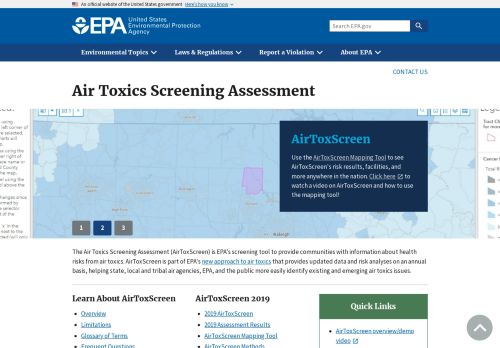 An official website of the United States government Here's how you know
EPA
United States
Environmental Protection
Agency
Search EPA.gov
Environmental Topics
Laws & Regulations
Report a Violation
About EPA
CONTACT US
Air Toxics Screening Assessment
AirToxScreen
Use the AirToxScreen Mapping Tool to see
AirToxScreen's risk results, facilities, and
more anywhere in the nation. Click here to
watch a video on AirToxScreen and how to use
the mapping tool!
1 2 3
The Air Toxics Screening Assessment (AirToxScreen) is EPA's screening tool to provide communities with information about health
risks from air toxics. AirToxScreen is part of EPA's new approach to air toxics that provides updated data and risk analyses on an annual
basis, helping state, local and tribal air agencies, EPA, and the public more easily identify existing and emerging air toxics issues.
Learn About AirToxScreen
Overview
Limitations
Glossary of Terms
Frequent Questions
AirToxScreen 2019
2019 AirToxScreen
2019 Assessment Results
AirToxScreen Mapping Tool
AirToxScreen Methods
Quick Links
AirToxScreen overview/demo
video